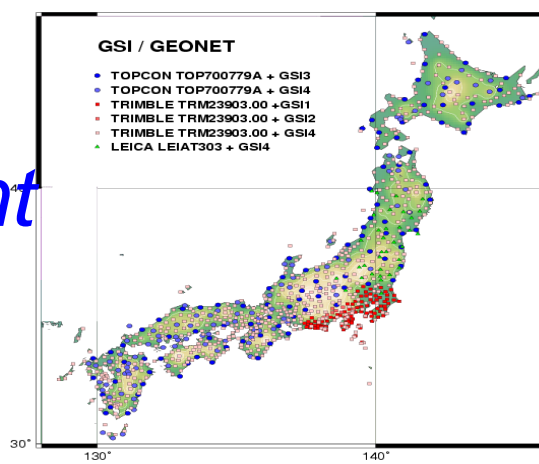 GSI / GEONET
TOPCON TOP700779A + GSI3
TOPCON TOP700779A + GSI4
TRIMBLE TRM23903.00 +GSI1
TRIMBLE TRM23903.00 + GSI2
TRIMBLE TRM23903.00 + GSI4
LEICA LEIAT303 + GSI4
30°
130°
140°